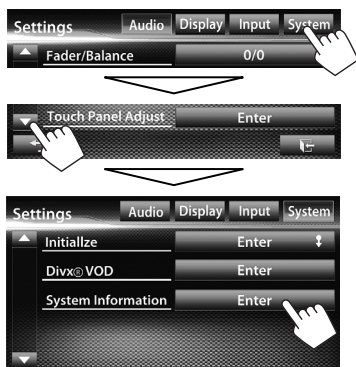 Settings Audio Display Input System
Fader/Balance 0/0
Touch Panel Adjust Enter
Settings Audio Display Input System
Initiallze Enter
Divx® VOD Enter
System Information Enter